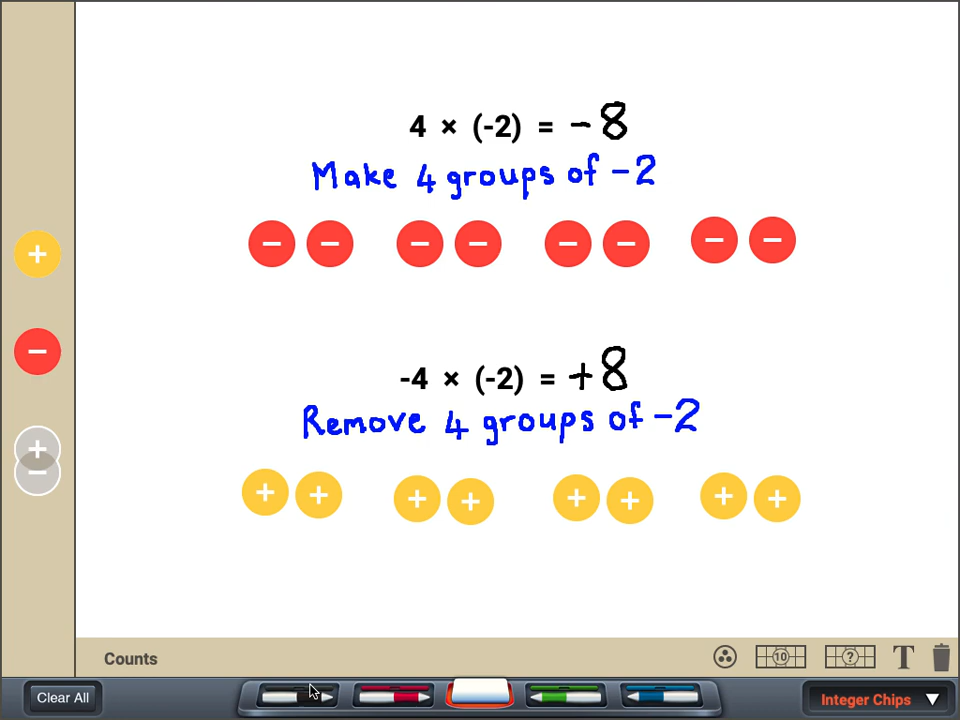 4 × (-2) = -8
Make 4 groups of -2
- - - - - - - -
+
-
-4 × (-2) = +8
Remove 4 groups of -2
+
-
+ + + + + + + +
Counts
10
?
T
Clear All
Integer Chips